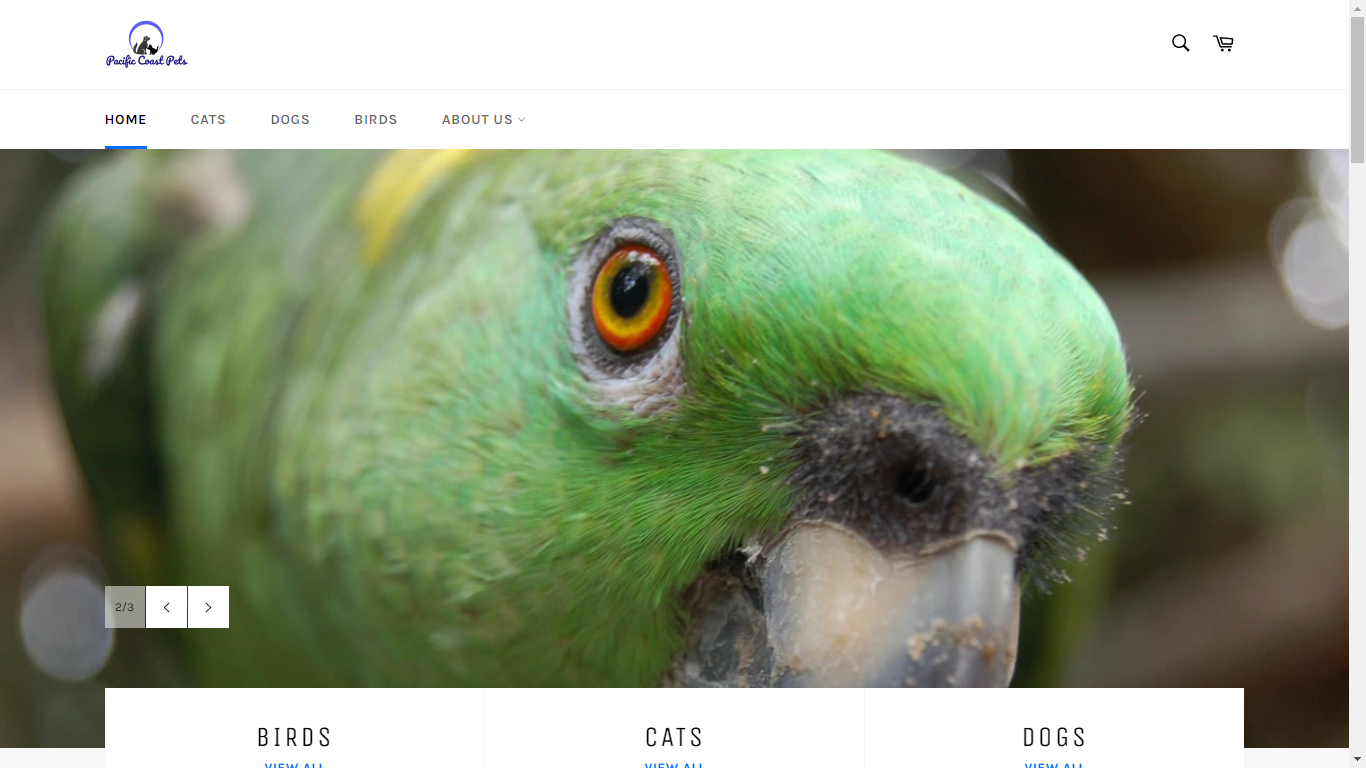 Pacific Coast Pets
HOME CATS DOGS BIRDS ABOUT US
2/3
BIRDS CATS DOGS
VIEW ALL VIEW ALL VIEW ALL